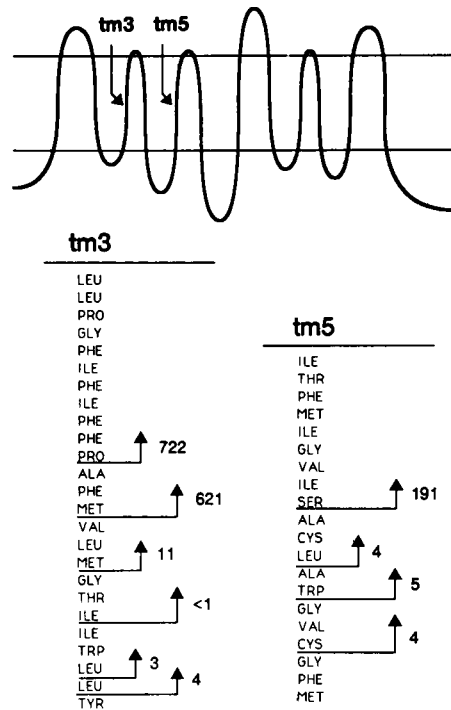 tm3 tm5
tm3
LEU
LEU
PRO
GLY
PHE
ILE
PHE
ILE
PHE
PHE
PRO 722
ALA
PHE
MET 621
VAL
LEU
MET 11
GLY
THR
ILE <1
ILE
TRP
LEU 3
LEU 4
TYR
tm5
ILE
THR
PHE
MET
ILE
GLY
VAL
ILE
SER 191
ALA
CYS
LEU 4
ALA
TRP 5
GLY
VAL
CYS 4
GLY
PHE
MET